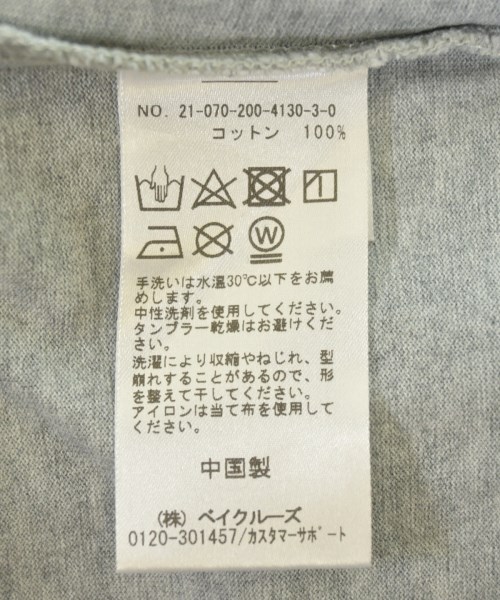 NO. 21-070-200-4130-3-0
コットン 100%
W
手洗いは水温30℃以下をお薦
めします。
中性洗剤を使用してください。
タンブラー乾燥はお避けくだ
さい。
洗濯により収縮やねじれ、型
崩れすることがあるので、形
を整えて干してください。
アイロンは当て布を使用して
ください。
中国製
(株) ベイクルーズ
0120-301457/カスタマーサポート